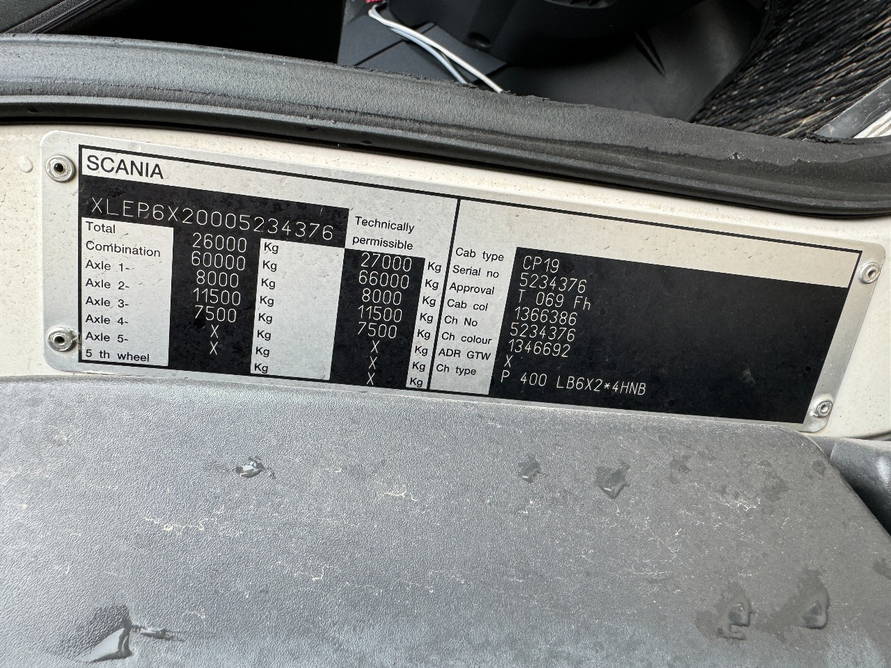 SCANIA
XLEP6X20005234376
Technically
permissible
Total 26000 Kg 27000 Kg
Combination 60000 Kg 66000 Kg
Axle 1- 8000 Kg 8000 Kg
Axle 2- 11500 Kg 11500 Kg
Axle 3- 7500 Kg 7500 Kg
Axle 4- X Kg X Kg
Axle 5- X Kg X Kg
5 th wheel X
Cab type CP19
Serial no 5234376
Approval T 069 Fh
Cab col 1366386
Ch No 5234376
Ch colour 1346692
ADR GTW X
Ch type P 400 LB6X2*4HNB